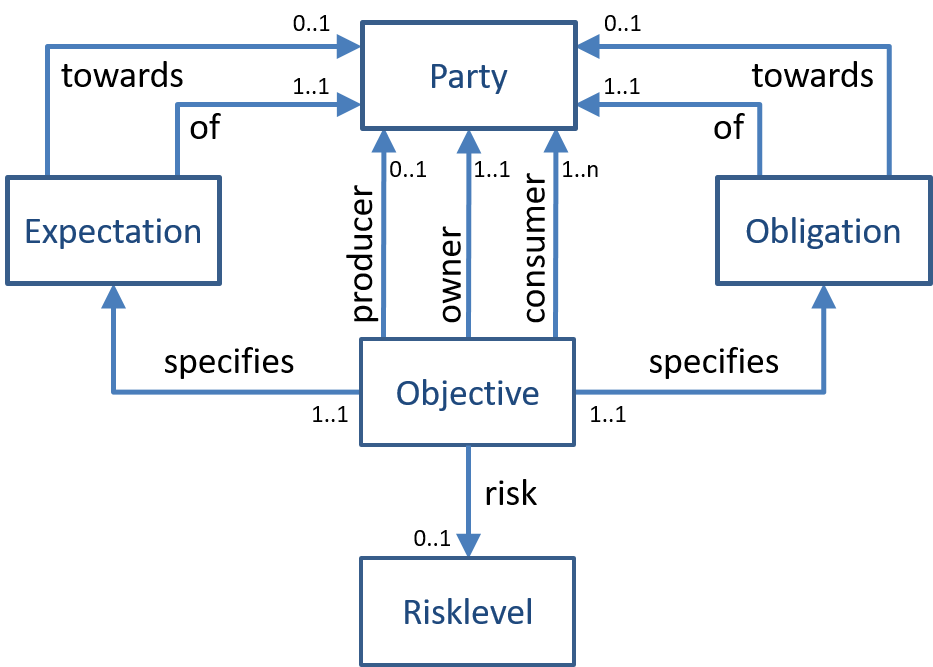 0..1
0..1
towards
Party
towards
1..1
1..1
of
of
0..1
1..1
1..n
producer
owner
consumer
Expectation
Obligation
specifies
specifies
Objective
1..1
1..1
risk
0..1
Risklevel